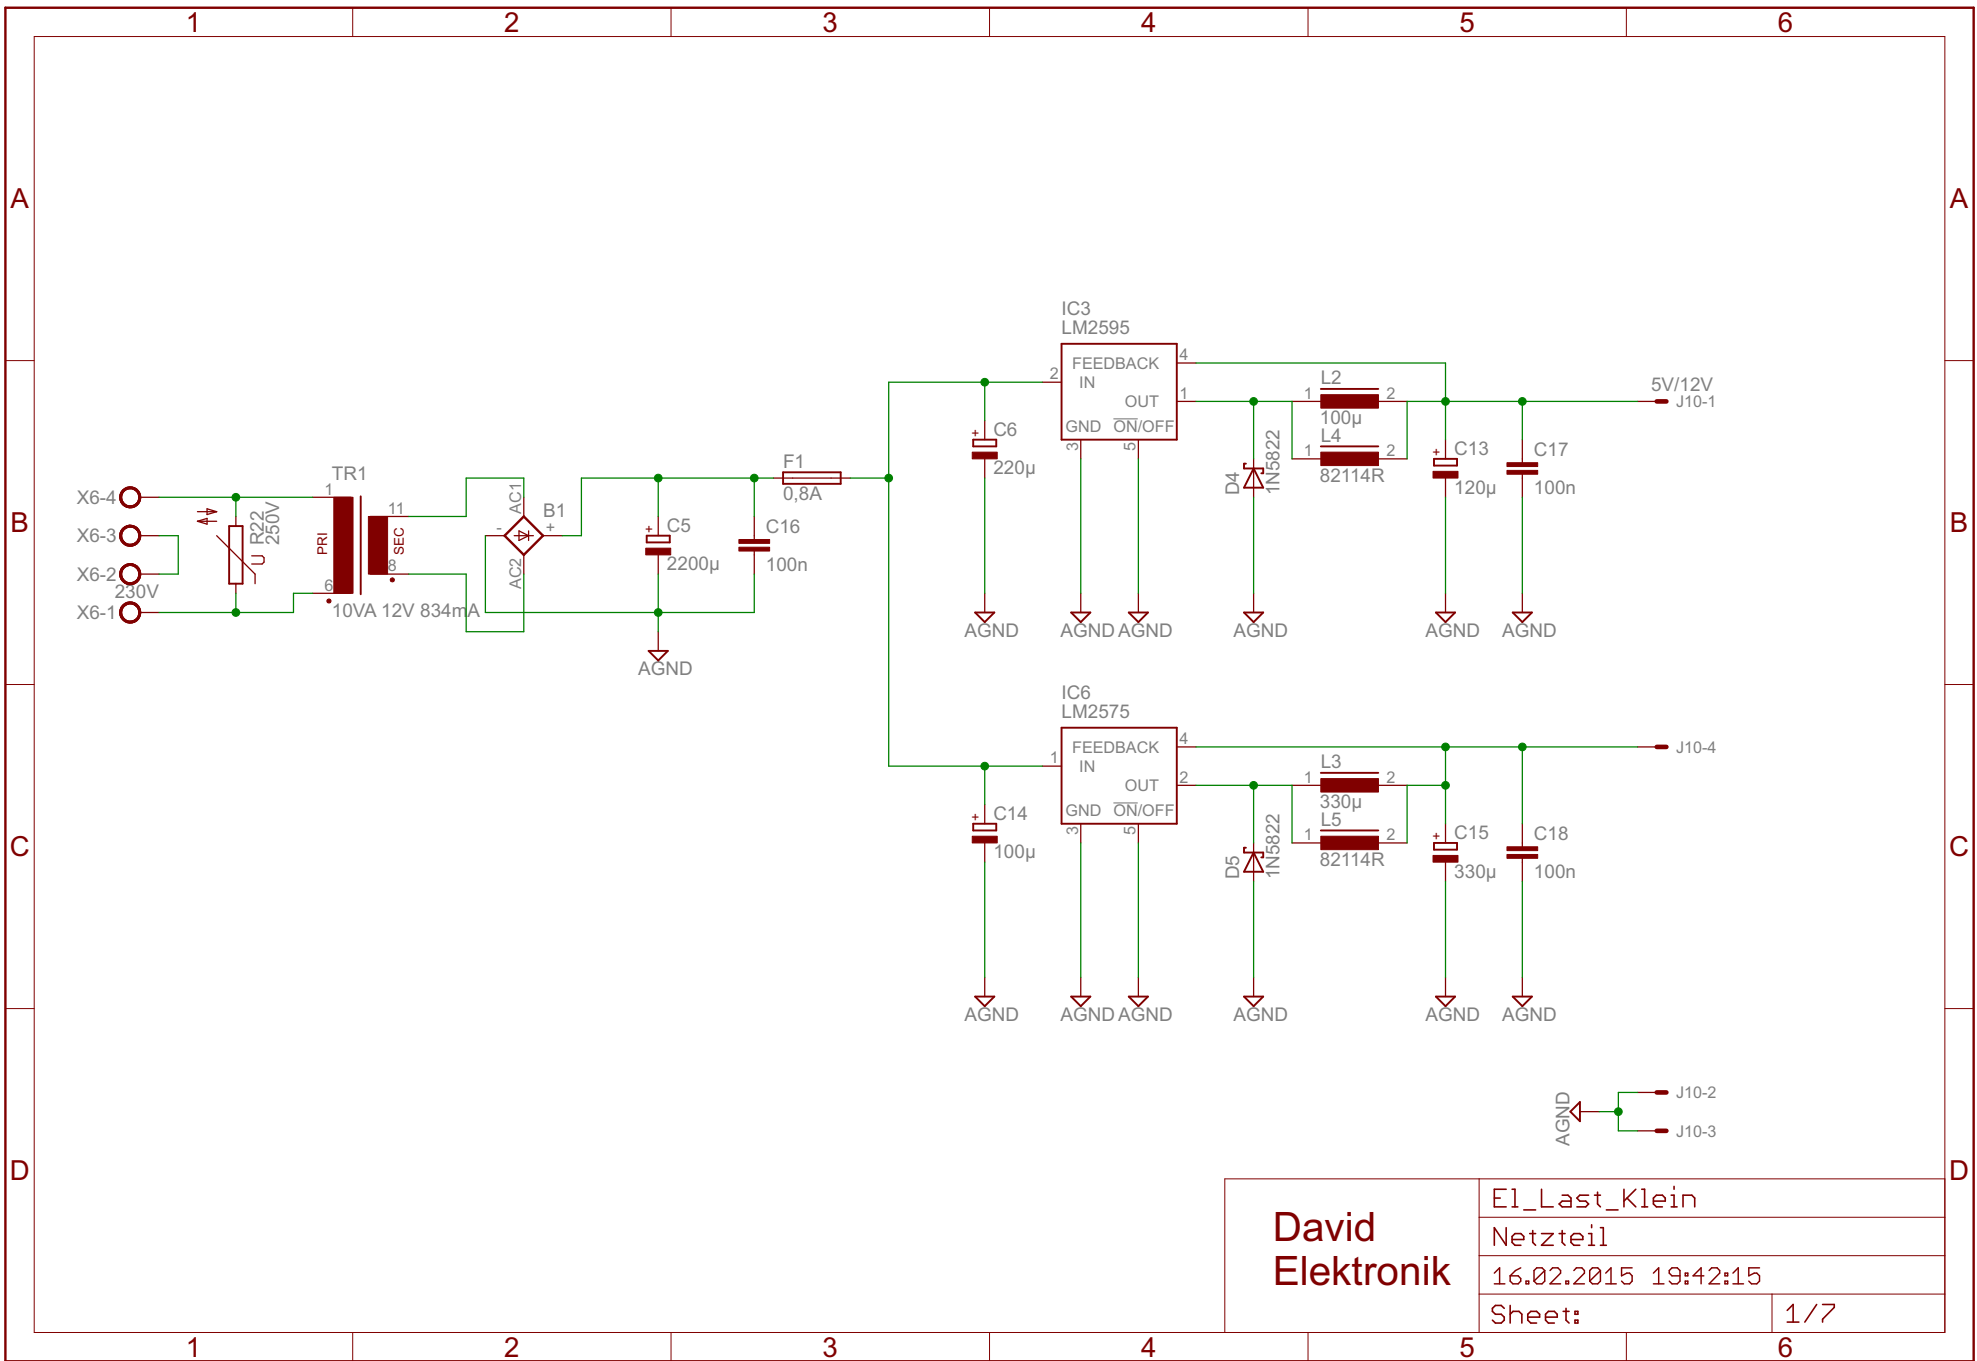 1 2 3 4 5 6
A A
IC3
LM2595
FEEDBACK 4
2 IN
OUT 1
GND ON/OFF
3 5
C6
220µ
L2
1 2
100µ
L4
1 2
82114R
D4
1N5822
5V/12V
J10-1
C13
120µ
C17
100n
AGND AGND AGND AGND AGND AGND
B B
X6-4
X6-3
X6-2
230V
X6-1
R22
250V
U
TR1
1
6
PRI
SEC
11
8
10VA 12V 834mA
AC1
B1
- +
AC2
C5
2200µ
C16
100n
AGND
F1
0,8A
IC6
LM2575
FEEDBACK 4
1 IN
OUT 2
GND ON/OFF
3 5
C14
100µ
L3
1 2
330µ
L5
1 2
82114R
D5
1N5822
J10-4
C15
330µ
C18
100n
C C
AGND AGND AGND AGND AGND AGND
AGND
J10-2
J10-3
D D
David
Elektronik
El_Last_Klein
Netzteil
16.02.2015 19:42:15
Sheet: 1/7
1 2 3 4 5 6